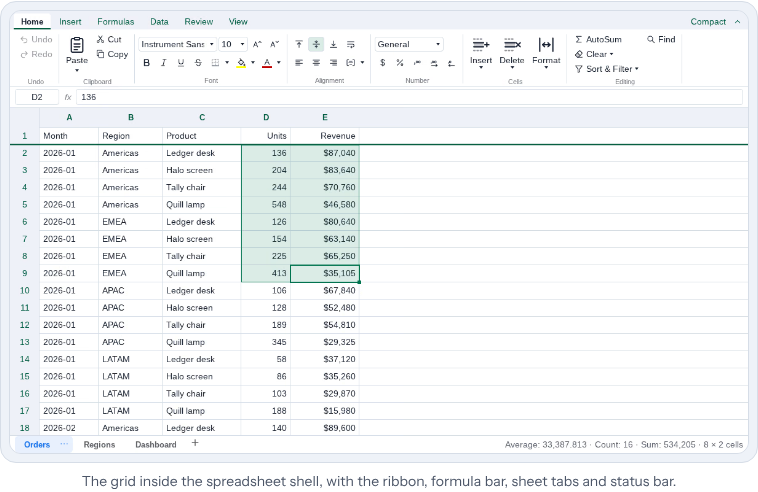 Home Insert Formulas Data Review View Compact
Undo Cut Instrument Sans 10 General AutoSum Find
Redo Paste Copy B I U S A $ % Insert Delete Format Clear
Sort & Filter
Undo Clipboard Font Alignment Number Cells Editing
D2 fx 136
A B C D E
1 Month Region Product Units Revenue
2 2026-01 Americas Ledger desk 136 $87,040
3 2026-01 Americas Halo screen 204 $83,640
4 2026-01 Americas Tally chair 244 $70,760
5 2026-01 Americas Quill lamp 548 $46,580
6 2026-01 EMEA Ledger desk 126 $80,640
7 2026-01 EMEA Halo screen 154 $63,140
8 2026-01 EMEA Tally chair 225 $65,250
9 2026-01 EMEA Quill lamp 413 $35,105
10 2026-01 APAC Ledger desk 106 $67,840
11 2026-01 APAC Halo screen 128 $52,480
12 2026-01 APAC Tally chair 189 $54,810
13 2026-01 APAC Quill lamp 345 $29,325
14 2026-01 LATAM Ledger desk 58 $37,120
15 2026-01 LATAM Halo screen 86 $35,260
16 2026-01 LATAM Tally chair 103 $29,870
17 2026-01 LATAM Quill lamp 188 $15,980
18 2026-02 Americas Ledger desk 140 $89,600
Orders ··· Regions Dashboard + Average: 33,387.813 · Count: 16 · Sum: 534,205 · 8 × 2 cells
The grid inside the spreadsheet shell, with the ribbon, formula bar, sheet tabs and status bar.